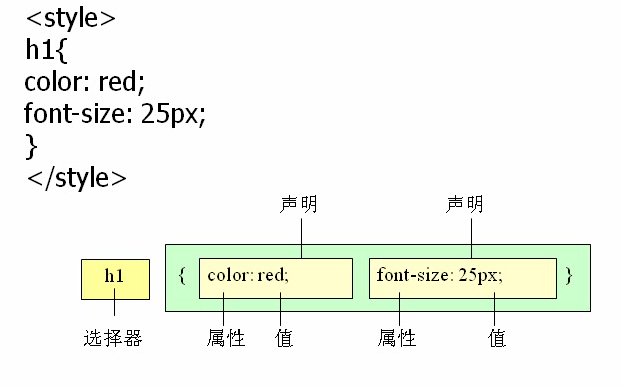 <style>
h1{
color: red;
font-size: 25px;
}
</style>
声明 声明
h1 { color: red; font-size: 25px; }
选择器 属性 值 属性 值